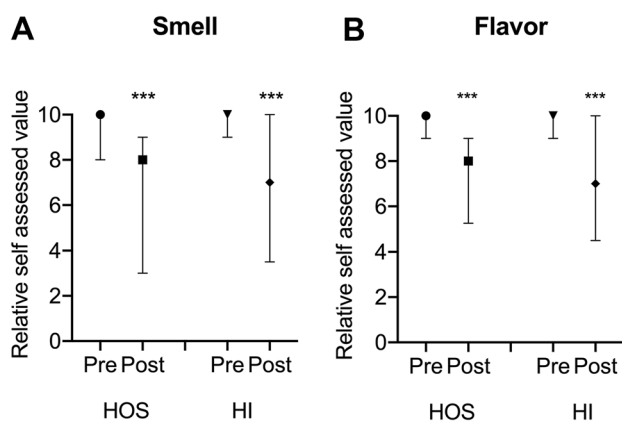 A
Smell
Relative self assessed value
10
8
6
4
2
0
***
***
Pre Post
Pre Post
HOS
HI
B
Flavor
Relative self assessed value
10
8
6
4
2
0
***
***
Pre Post
Pre Post
HOS
HI